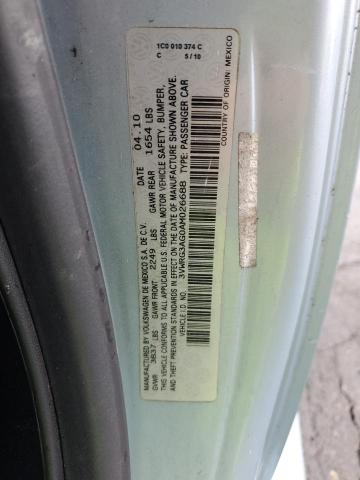 1C0 010 374 C
C 5/10
MANUFACTURED BY VOLKSWAGEN DE MEXICO S.A. DE C.V. DATE 04.10
GVWR 3837 LBS GAWR FRONT 2249 LBS GAWR REAR 1654 LBS
THIS VEHICLE CONFORMS TO ALL APPLICABLE U.S. FEDERAL MOTOR VEHICLE SAFETY, BUMPER,
AND THEFT PREVENTION STANDARDS IN EFFECT ON THE DATE OF MANUFACTURE SHOWN ABOVE.
VEHICLE I.D. NO.: 3VWRG3AG0AM026688 TYPE: PASSENGER CAR
COUNTRY OF ORIGIN: MEXICO